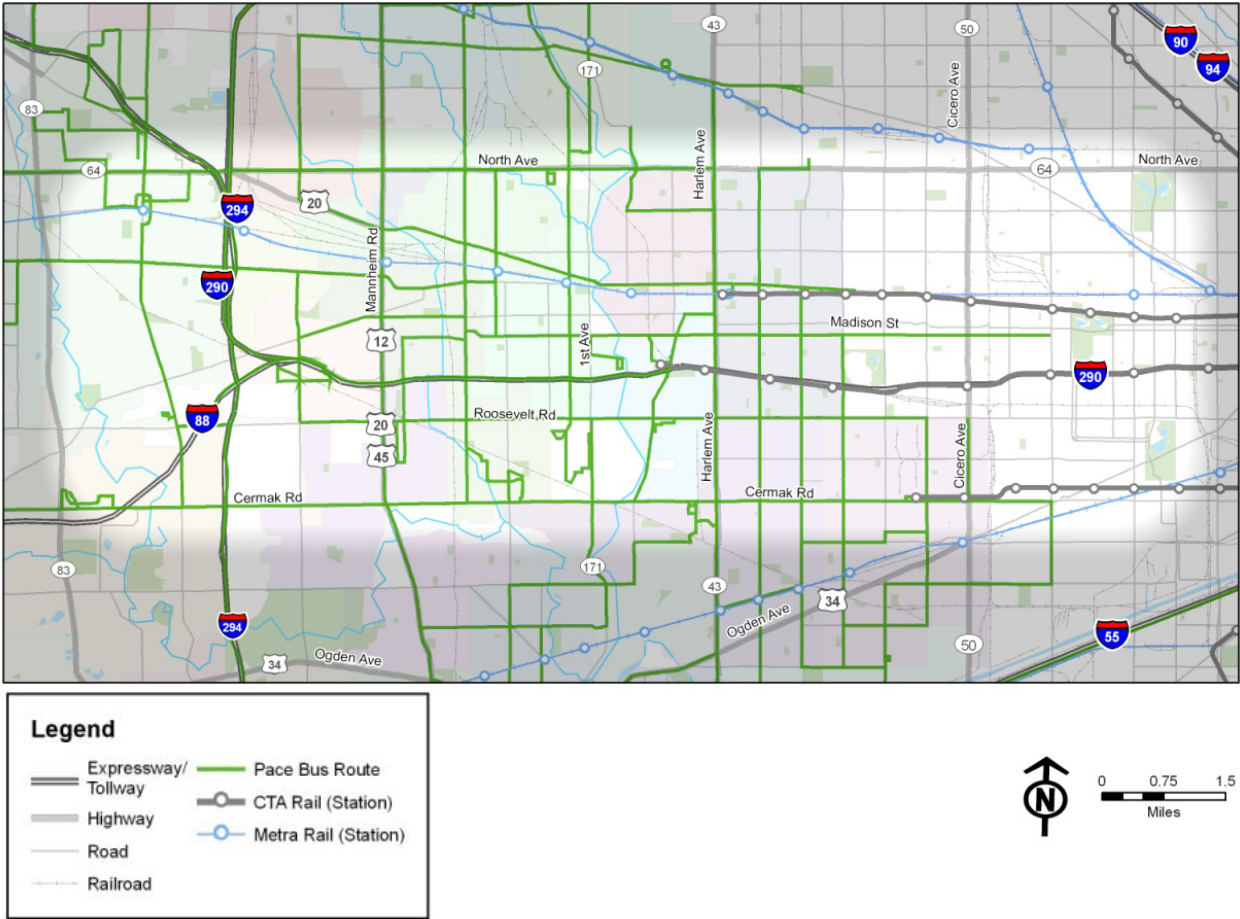 43
50
90
94
171
83
Cicero Ave
Harlem Ave
North Ave
North Ave
64
64
294
20
Mannheim Rd
290
Madison St
12
1st Ave
290
88
Roosevelt Rd
20
45
Harlem Ave
Cicero Ave
Cermak Rd
Cermak Rd
83
171
43
34
294
Ogden Ave
55
34
Ogden Ave
50
Legend
Expressway/
Tollway
Highway
Road
Railroad
Pace Bus Route
CTA Rail (Station)
Metra Rail (Station)
N
0 0.75 1.5
Miles